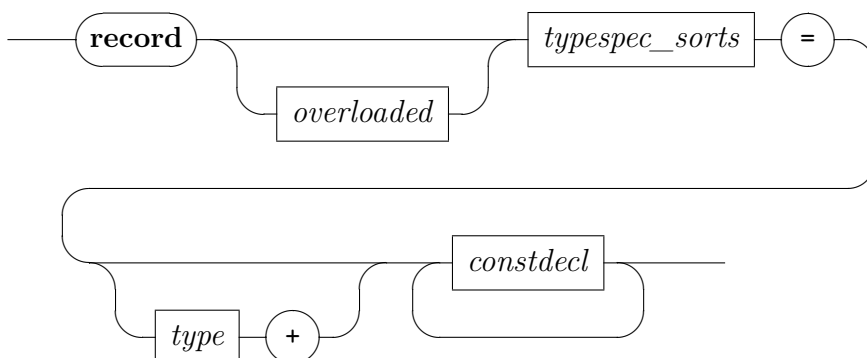 record typespec_sorts =
overloaded
constdecl
type +